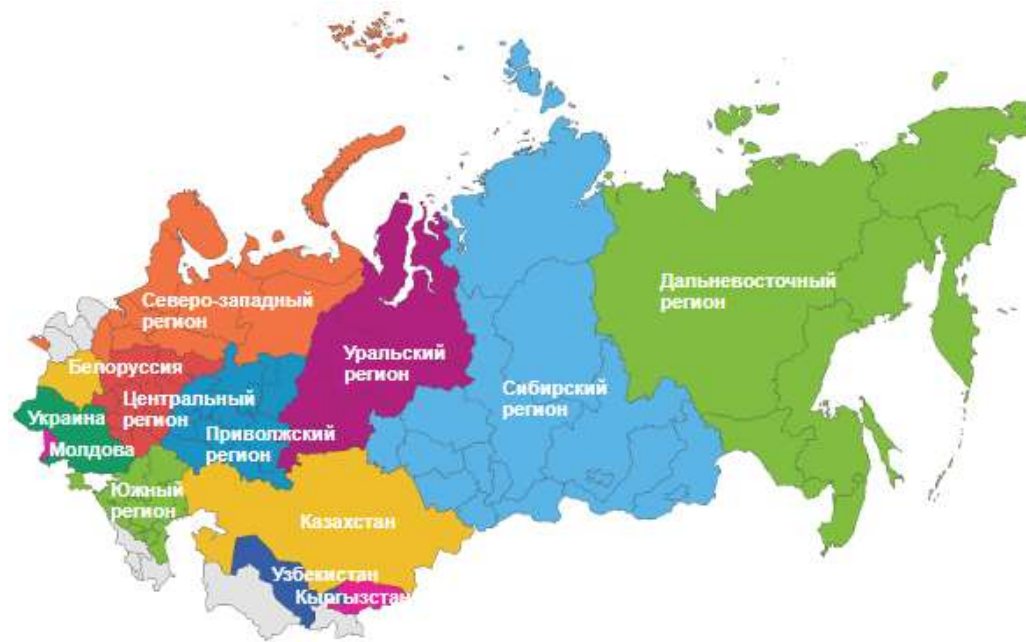 Северо-западный
регион
Дальневосточный
регион
Уральский
регион
Белоруссия
Сибирский
регион
Центральный
регион
Украина
Приволжский
регион
Молдова
Южный
регион
Казахстан
Узбекистан
Кыргызстан